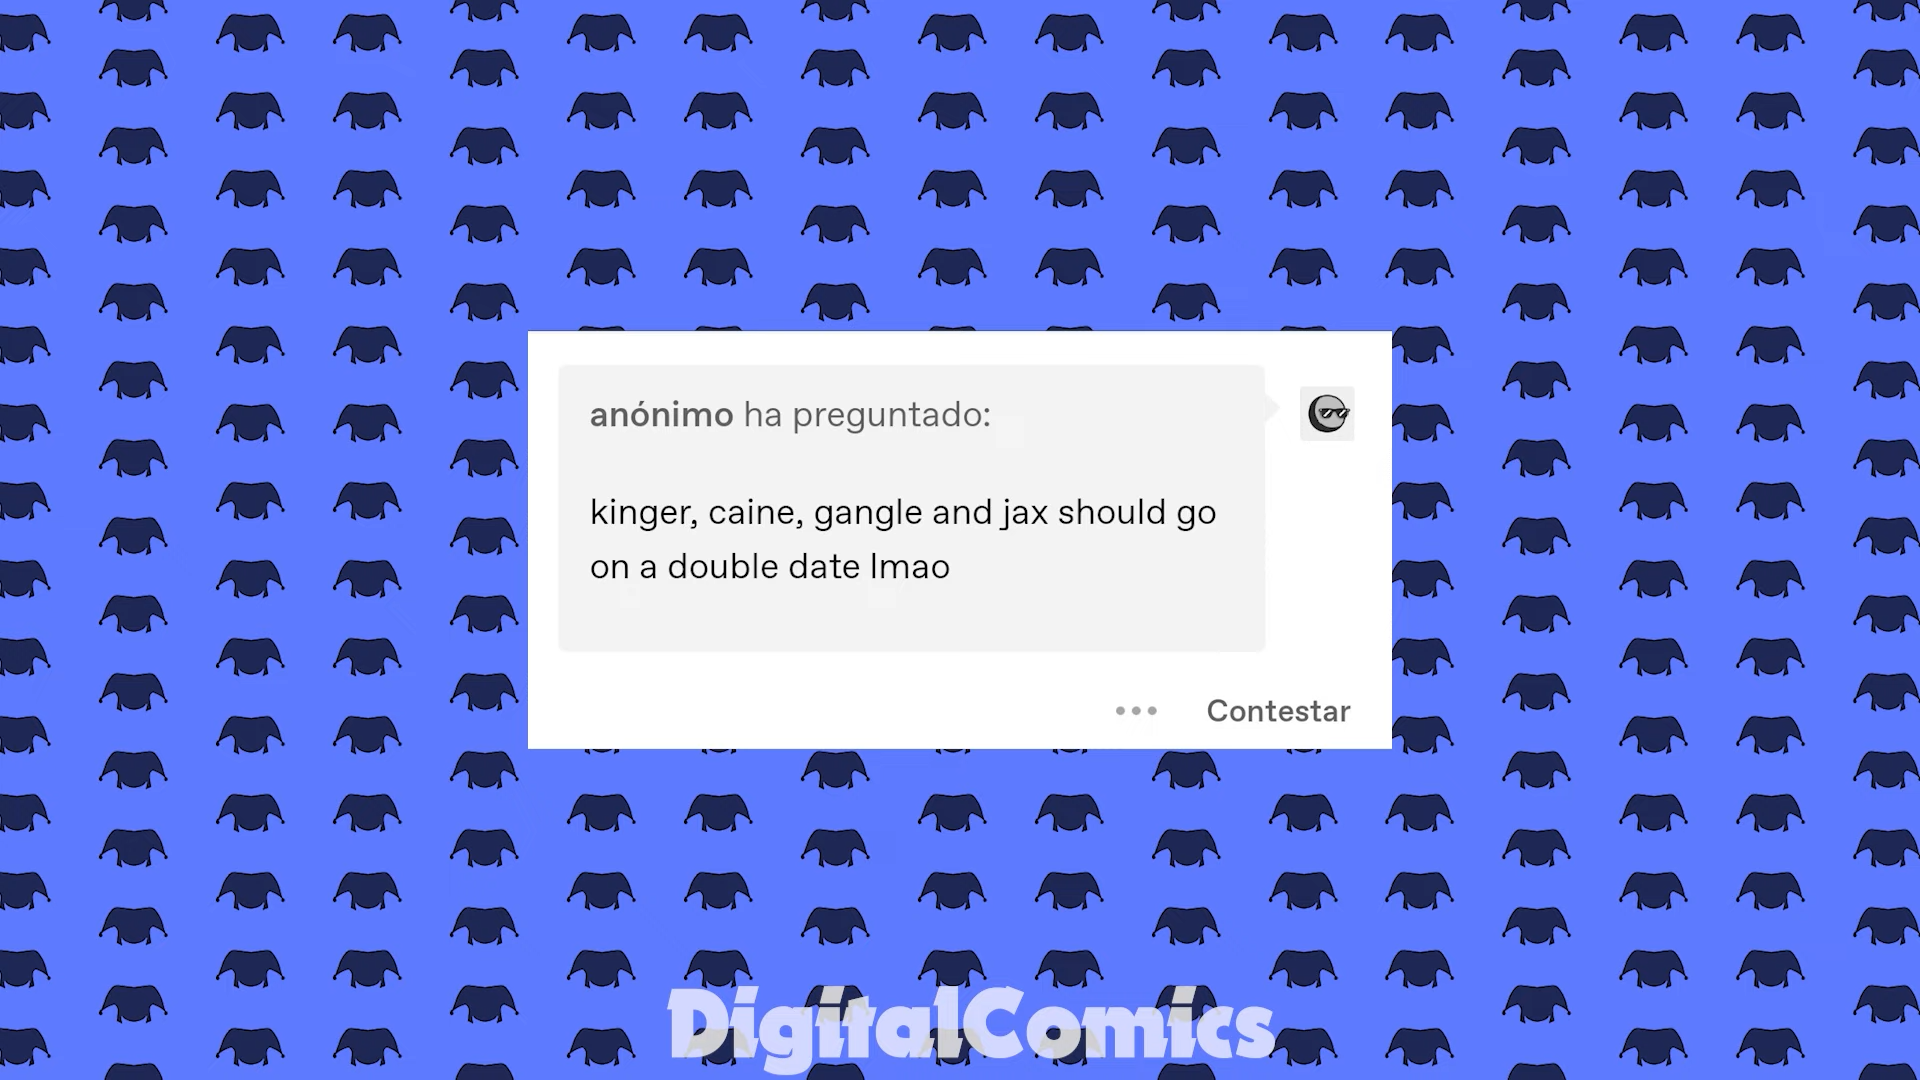 anónimo ha preguntado:
kinger, caine, gangle and jax should go
on a double date lmao
Contestar
DigitalComics